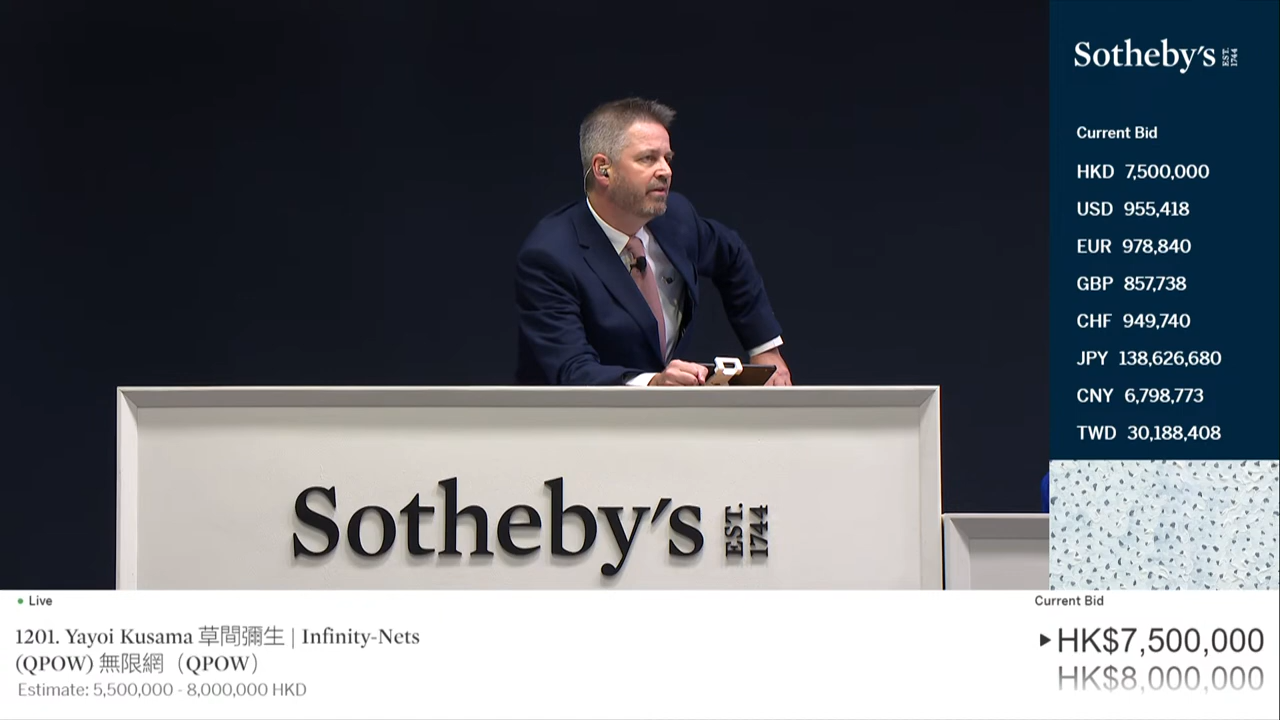 Sotheby's EST. 1744
Current Bid
HKD 7,500,000
USD 955,418
EUR 978,840
GBP 857,738
CHF 949,740
JPY 138,626,680
CNY 6,798,773
TWD 30,188,408
Sotheby's EST. 1744
Live
1201. Yayoi Kusama 草間彌生 | Infinity-Nets
(QPOW) 無限網（QPOW）
Estimate: 5,500,000 - 8,000,000 HKD
Current Bid
HK$7,500,000
HK$8,000,000